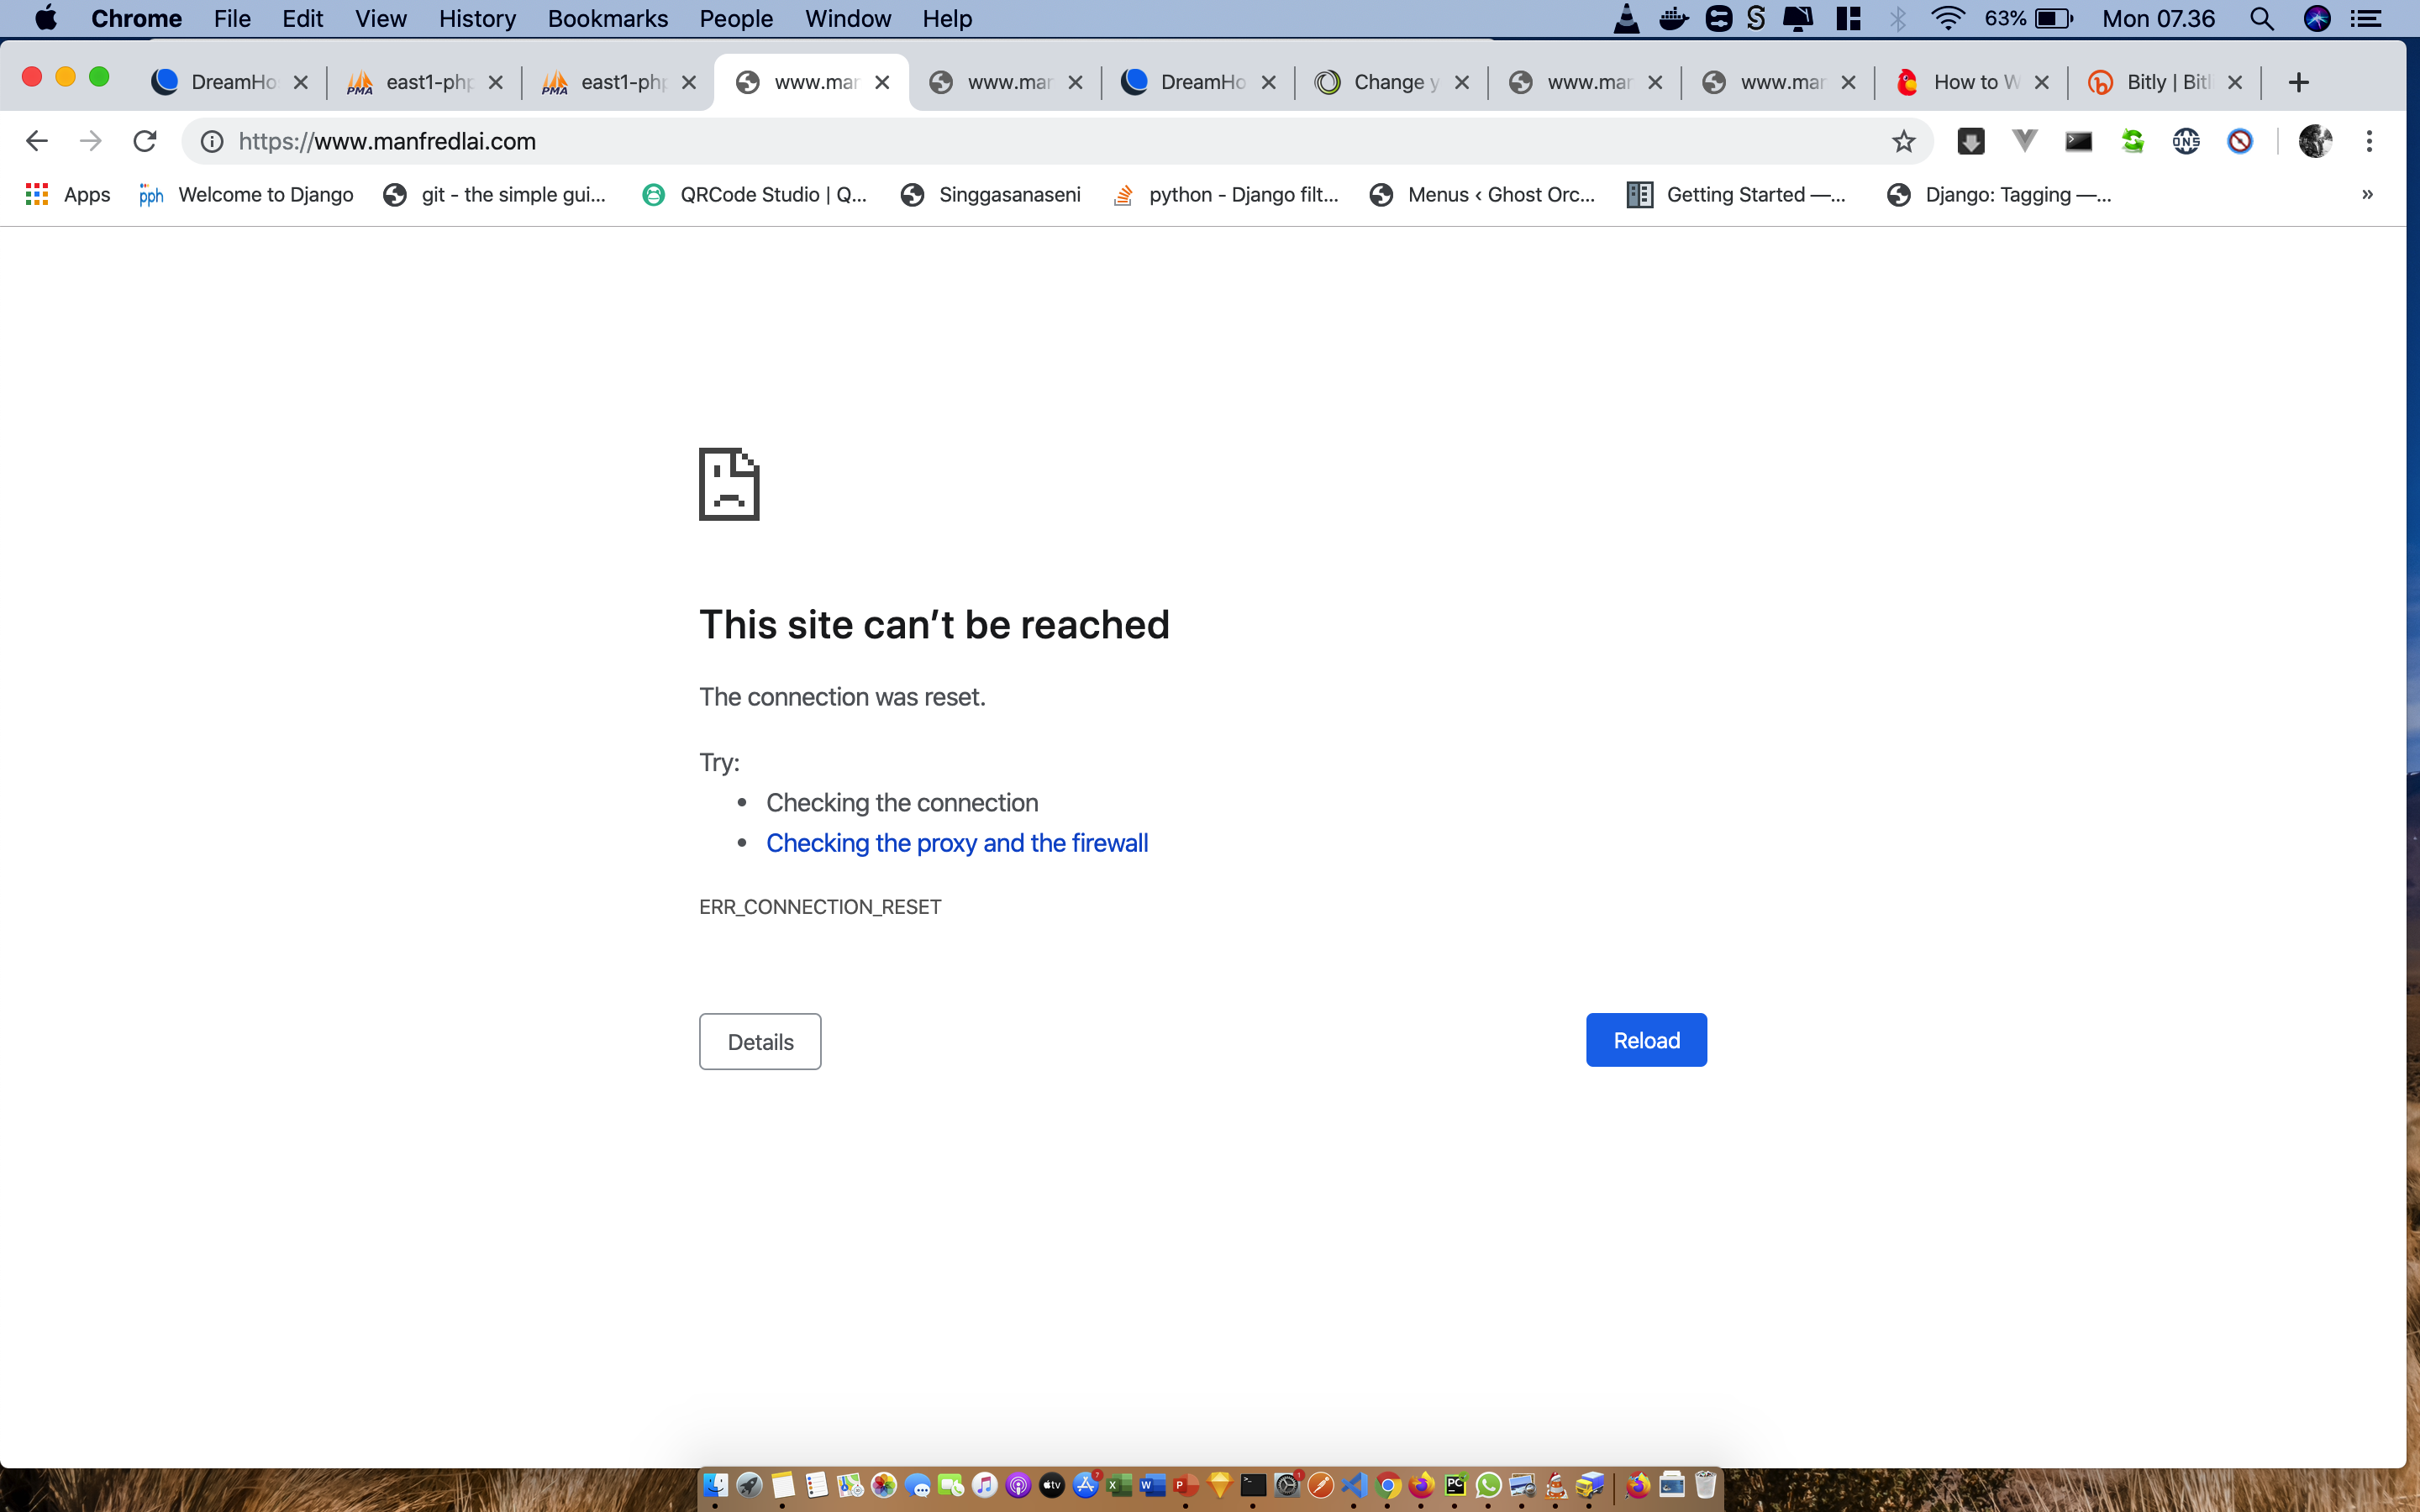 Chrome File Edit View History Bookmarks People Window Help S 63% Mon 07.36
DreamHo east1-php east1-php www.mar www.mar DreamHo Change y www.mar www.mar How to W Bitly | Bitl
https://www.manfredlai.com
Apps pph Welcome to Django git - the simple gui... QRCode Studio | Q... Singgasanaseni python - Django filt... Menus ‹ Ghost Orc... Getting Started —... Django: Tagging —... »
This site can’t be reached
The connection was reset.
Try:
• Checking the connection
• Checking the proxy and the firewall
ERR_CONNECTION_RESET
Details Reload